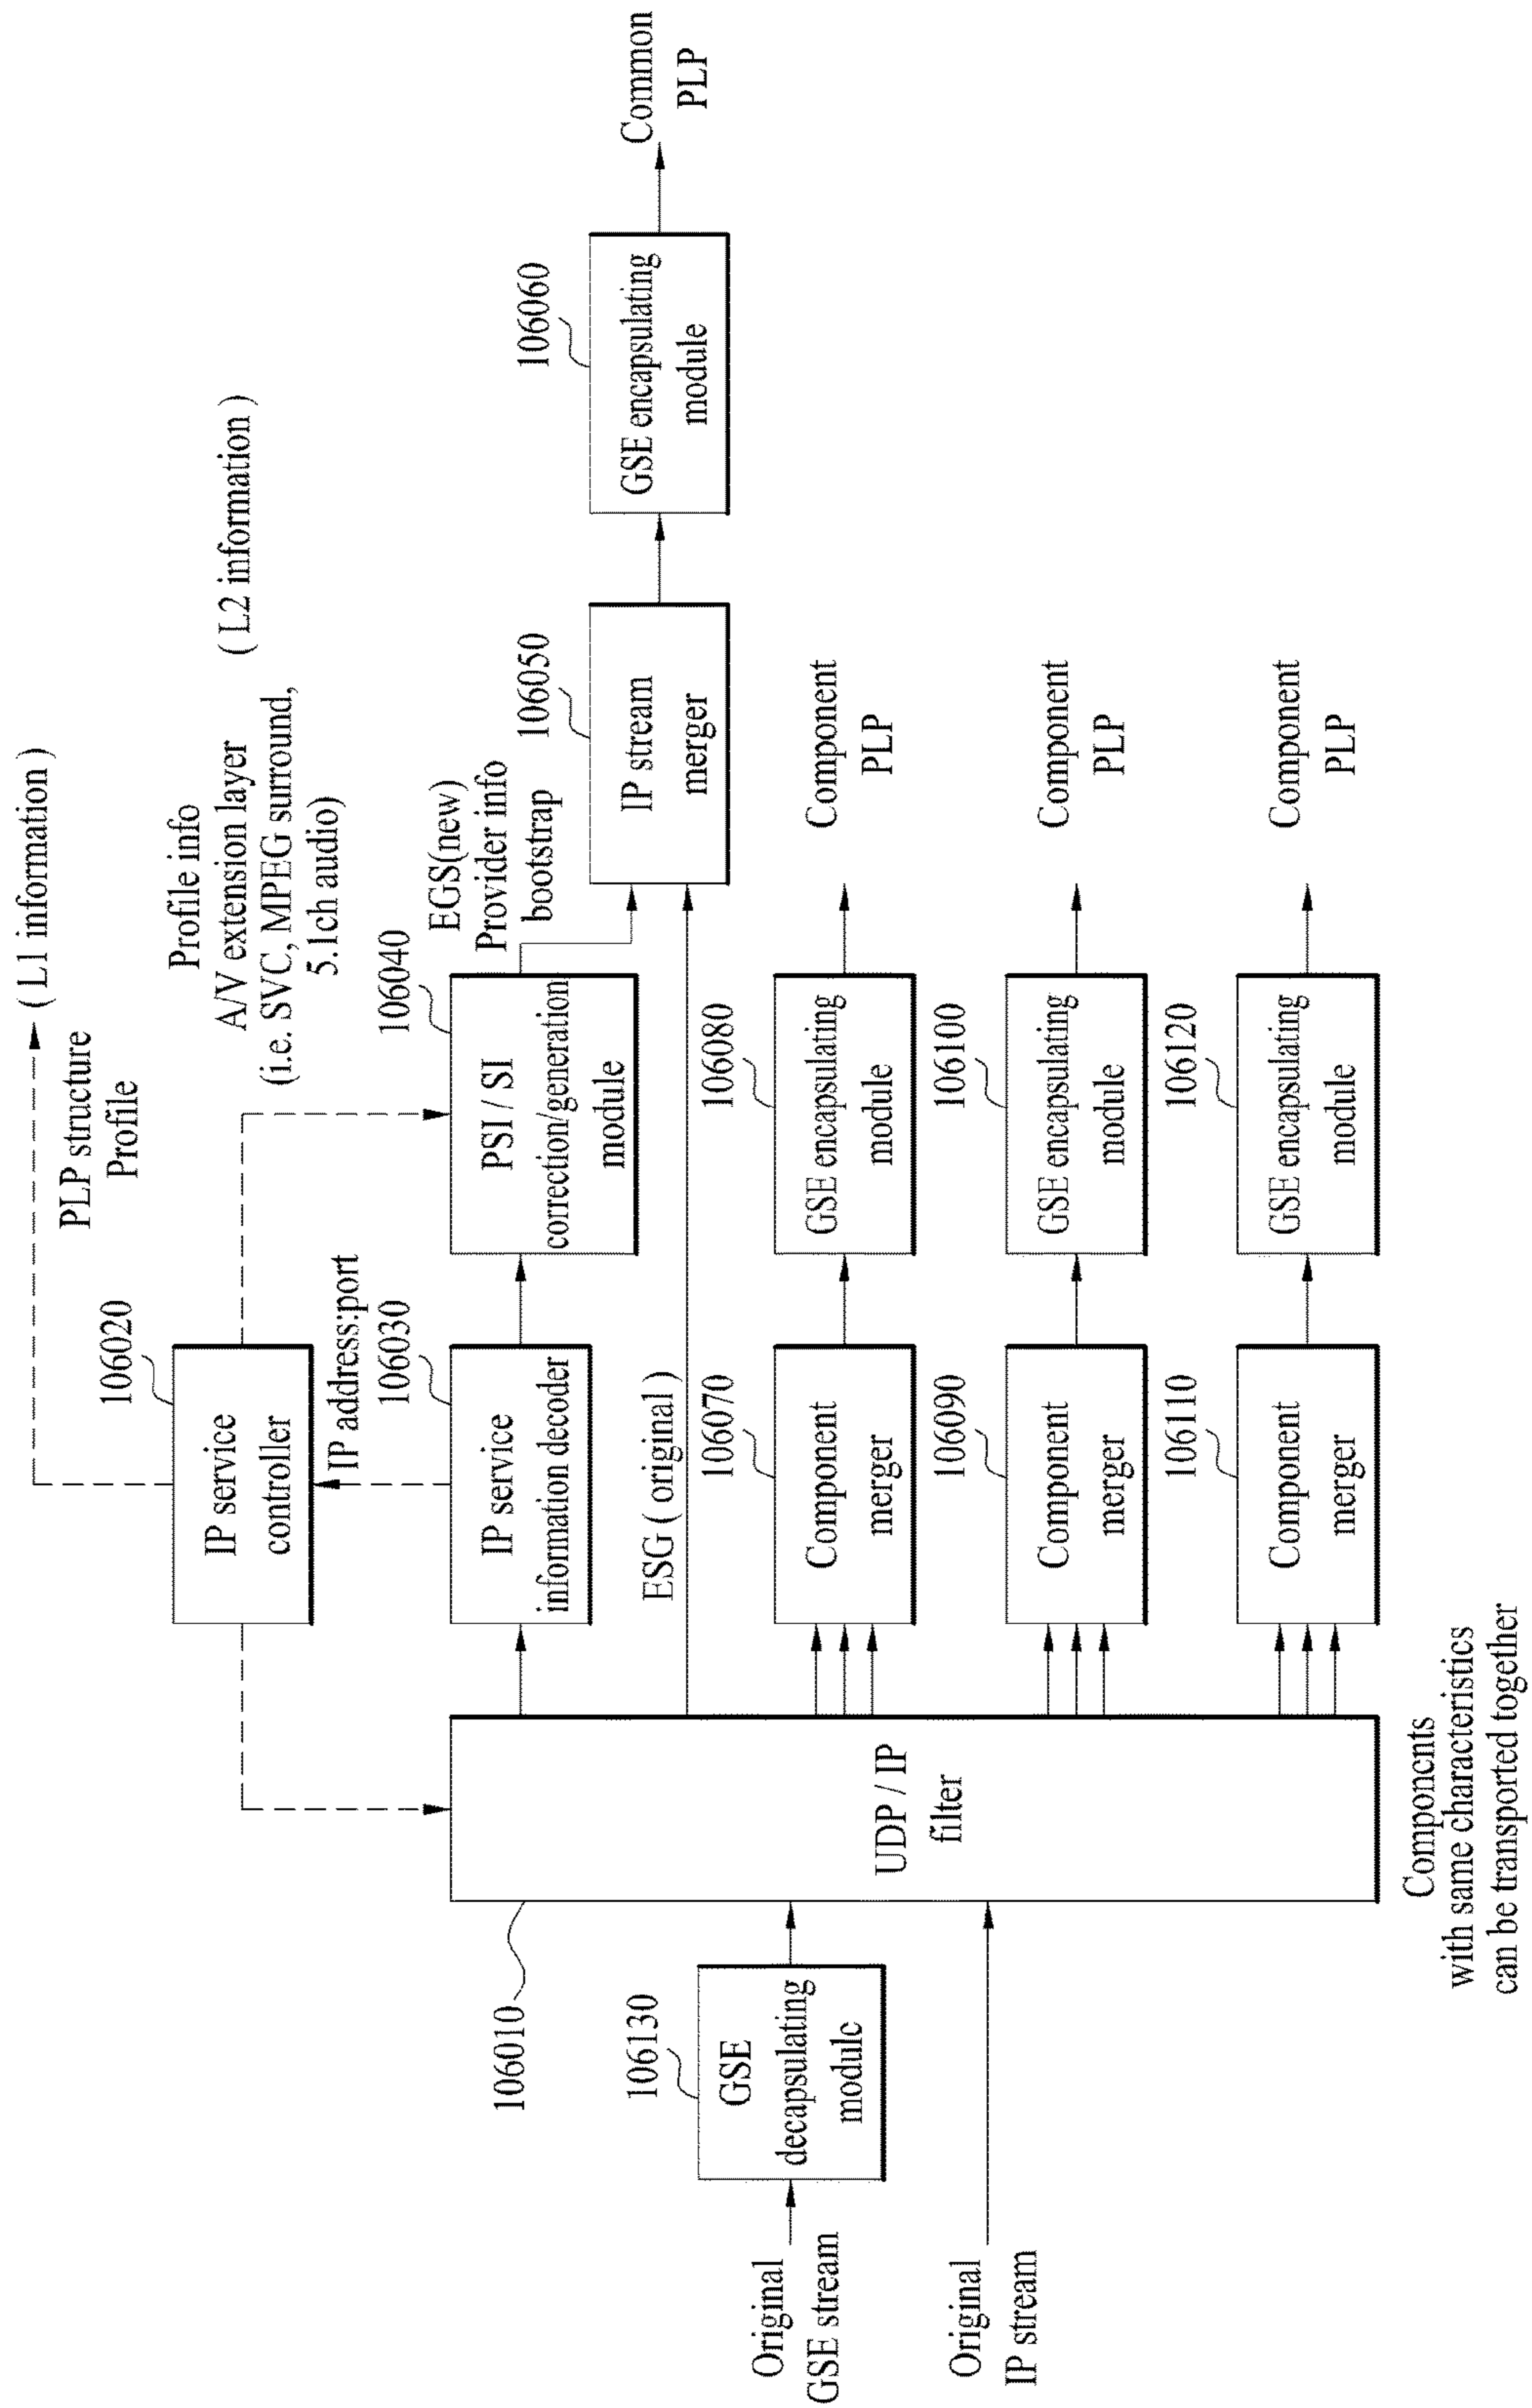 ( L1 information )
PLP structure
Profile
Profile info
A/V extension layer
( L2 information )
(i.e. SVC, MPEG surround,
5.1ch audio)
106020
IP service
controller
IP address:port
106030
IP service
information decoder
106040
PSI / SI
correction/generation
module
EGS(new)
Provider info
bootstrap
106050
IP stream
merger
106060
GSE encapsulating
module
Common
PLP
ESG ( original )
106010
UDP / IP
filter
106130
GSE
decapsulating
module
Original
GSE stream
Original
IP stream
106070
Component
merger
106080
GSE encapsulating
module
Component
PLP
106090
Component
merger
106100
GSE encapsulating
module
Component
PLP
106110
Component
merger
106120
GSE encapsulating
module
Component
PLP
Components
with same characteristics
can be transported together